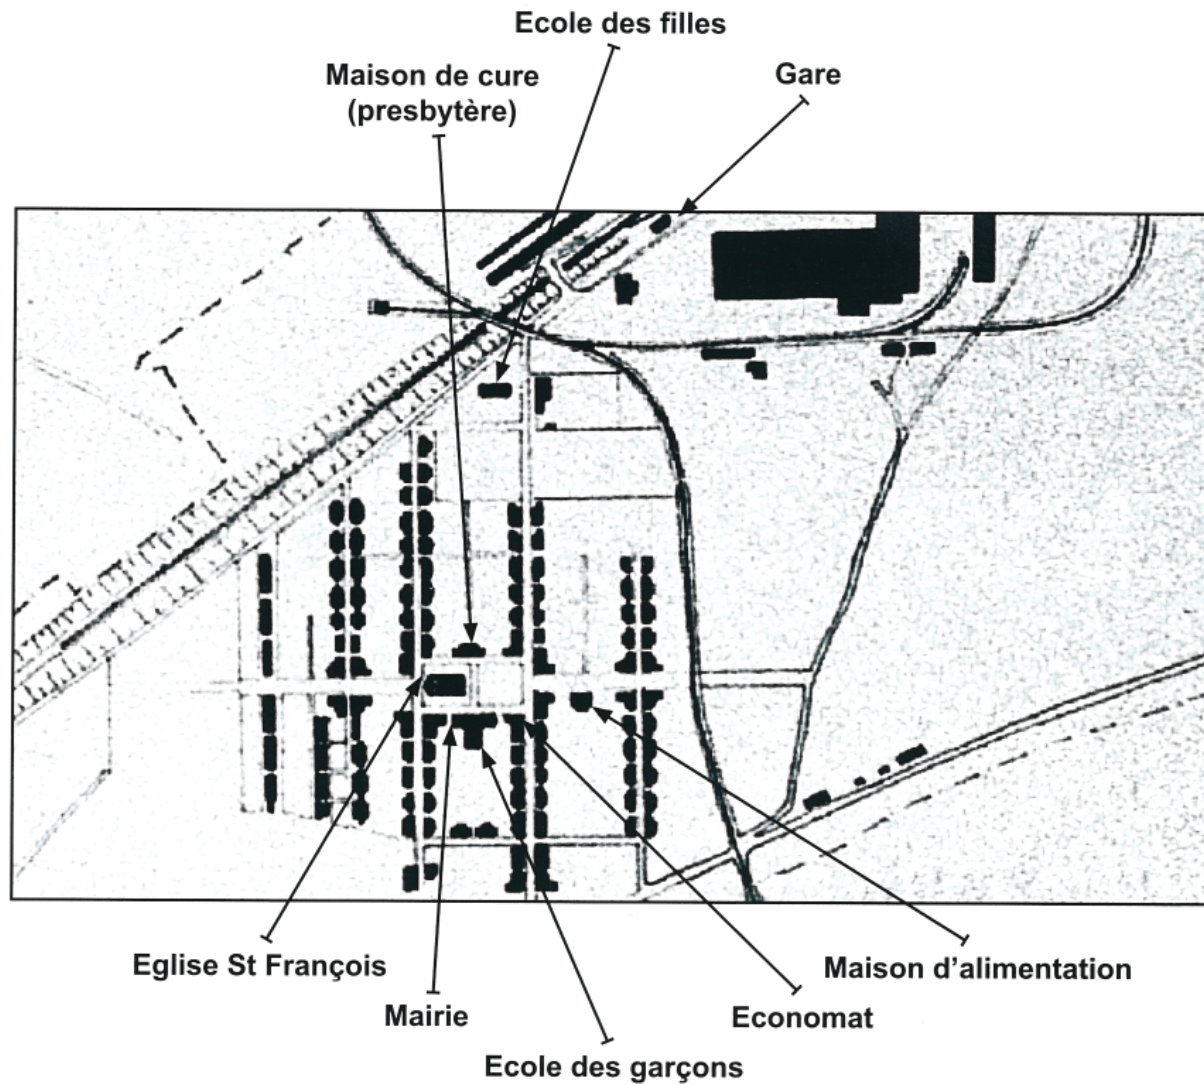 Ecole des filles
Maison de cure
(presbytère)
Gare
Eglise St François
Maison d'alimentation
Mairie
Economat
Ecole des garçons